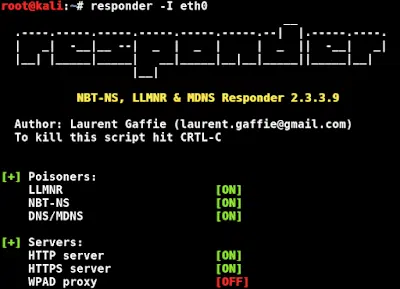 root@kali:~# responder -I eth0
responder
NBT-NS, LLMNR & MDNS Responder 2.3.3.9
Author: Laurent Gaffie (laurent.gaffie@gmail.com)
To kill this script hit CRTL-C
[+] Poisoners:
LLMNR [ON]
NBT-NS [ON]
DNS/MDNS [ON]
[+] Servers:
HTTP server [ON]
HTTPS server [ON]
WPAD proxy [OFF]